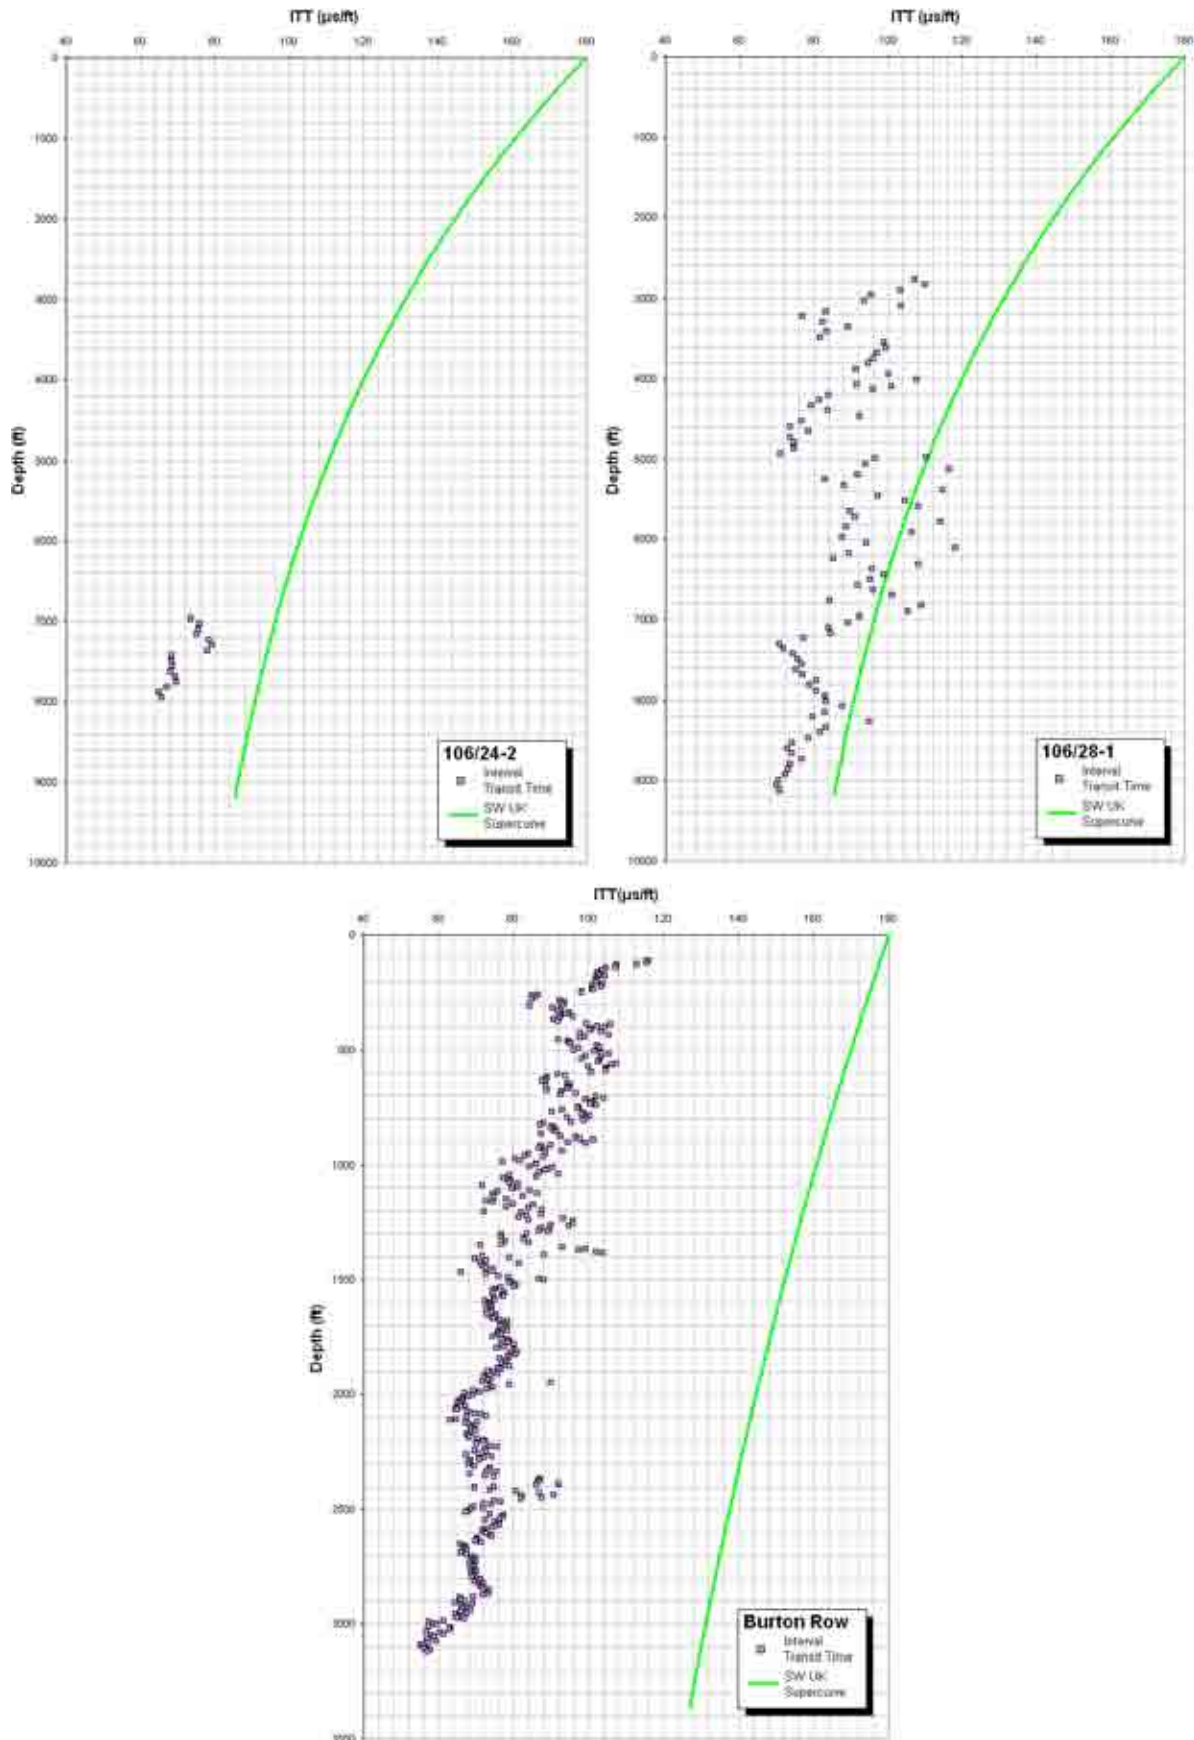 ITT (µs/ft)
40 60 80 100 120 140 160 180
0
1000
2000
3000
4000
5000
6000
7000
8000
9000
10000
Depth (ft)
106/24-2
Interval
Transit Time
SW UK
Supercurve
ITT (µs/ft)
40 60 80 100 120 140 160 180
0
1000
2000
3000
4000
5000
6000
7000
8000
9000
10000
Depth (ft)
106/28-1
Interval
Transit Time
SW UK
Supercurve
ITT(µs/ft)
40 60 80 100 120 140 160 180
0
500
1000
1500
2000
2500
3000
3500
Depth (ft)
Burton Row
Interval
Transit Time
SW UK
Supercurve